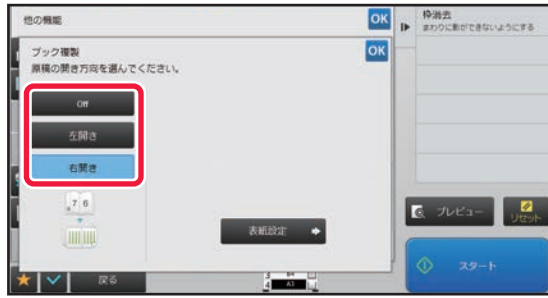 他の機能
OK
枠消去
まわりに影ができないようにする
ブック複製
OK
原稿の開き方向を選んでください。
Off
左開き
右開き
7 6
表紙設定
プレビュー
リセット
戻る
スタート
A3